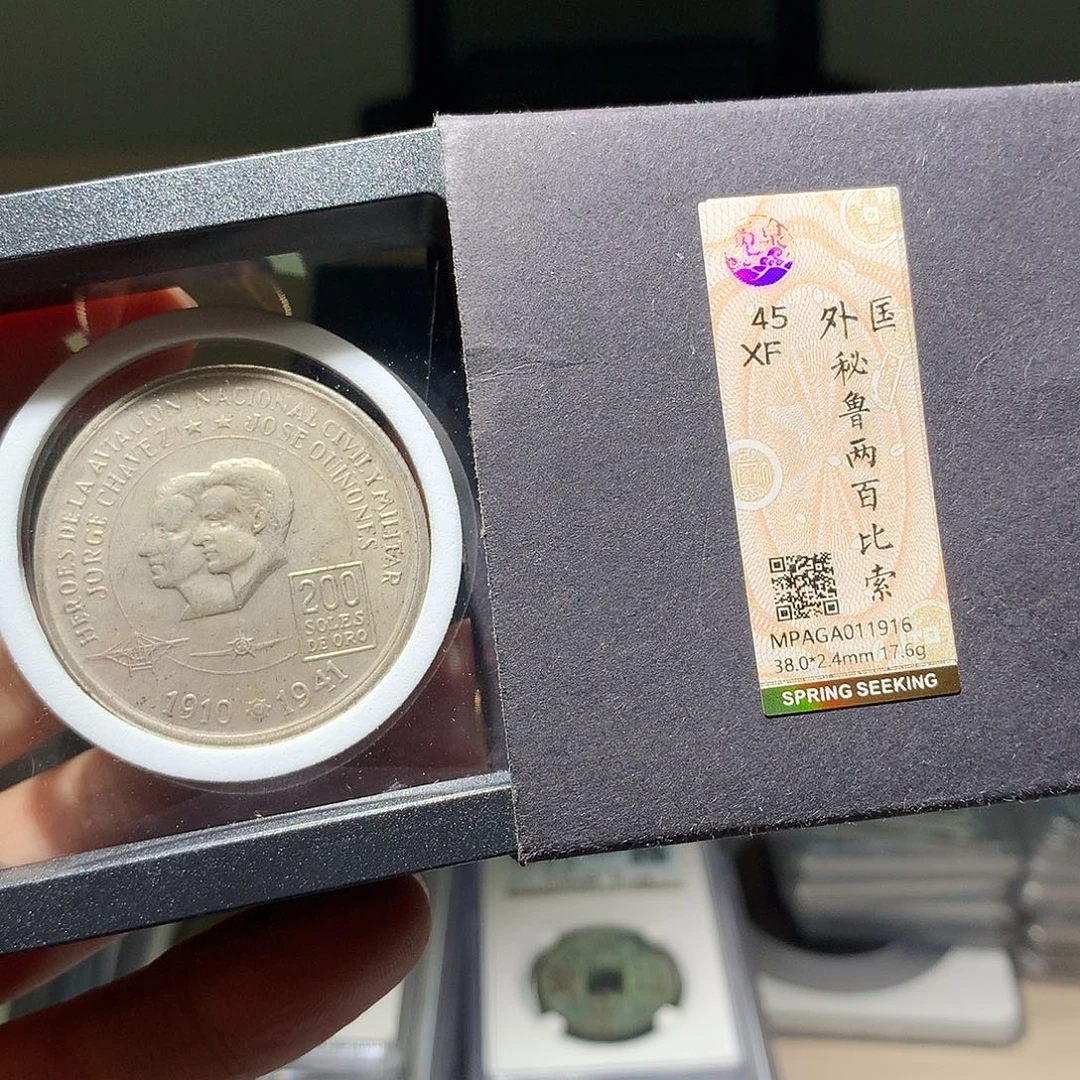 HEROES DE LA AVIACION NACIONAL CIVIL Y MILITAR
JORGE CHAVEZ ★ ★ JOSE QUIÑONES
200
SOLES
DE ORO
1910 1941
45
XF
外国
秘鲁两百比索
MPAGA011916
38.0*2.4mm 17.6g
SPRING SEEKING